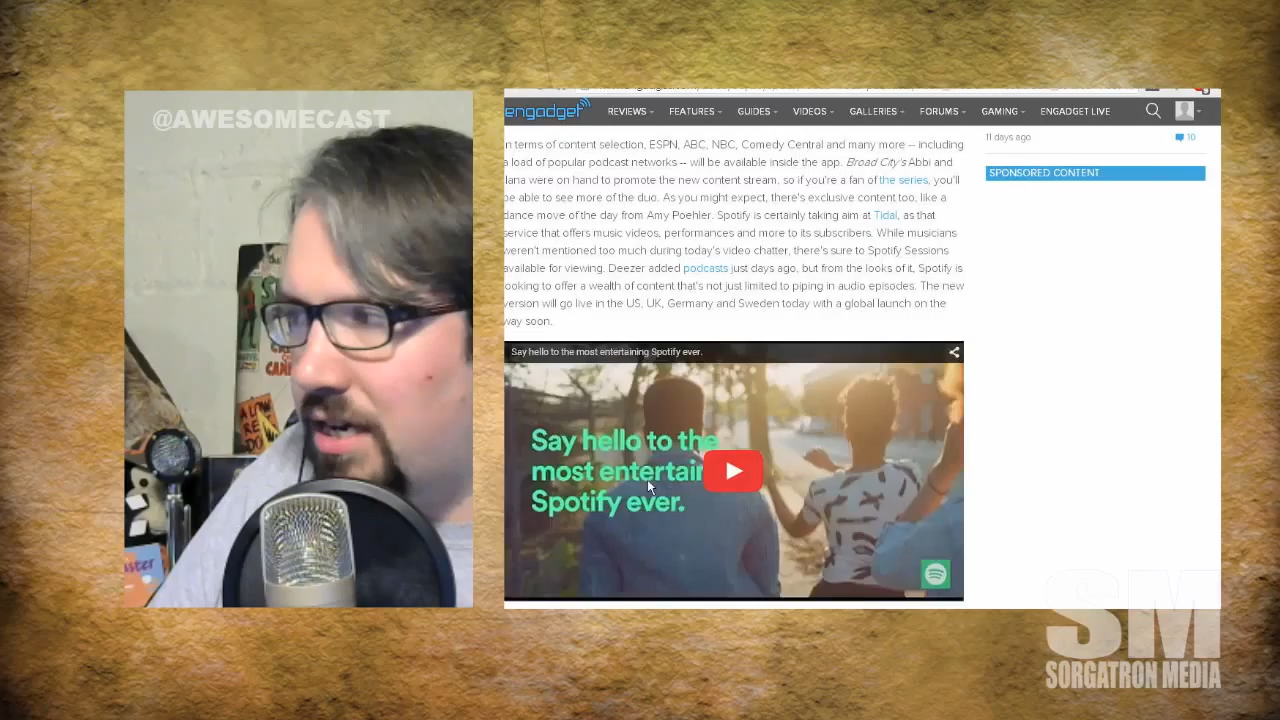 @AWESOMECAST
engadget
REVIEWS FEATURES GUIDES VIDEOS GALLERIES FORUMS GAMING ENGADGET LIVE
n terms of content selection, ESPN, ABC, NBC, Comedy Central and many more -- including
a load of popular podcast networks -- will be available inside the app. Broad City's Abbi and
Ilana were on hand to promote the new content stream, so if you're a fan of the series, you'll
be able to see more of the duo. As you might expect, there's exclusive content too, like a
dance move of the day from Amy Poehler. Spotify is certainly taking aim at Tidal, as that
service that offers music videos, performances and more to its subscribers. While musicians
weren't mentioned too much during today's video chatter, there's sure to Spotify Sessions
available for viewing. Deezer added podcasts just days ago, but from the looks of it, Spotify is
ooking to offer a wealth of content that's not just limited to piping in audio episodes. The new
version will go live in the US, UK, Germany and Sweden today with a global launch on the
way soon.
11 days ago
10
SPONSORED CONTENT
Say hello to the most entertaining Spotify ever.
Say hello to the
most entertain
Spotify ever.
SM
SORGATRON MEDIA